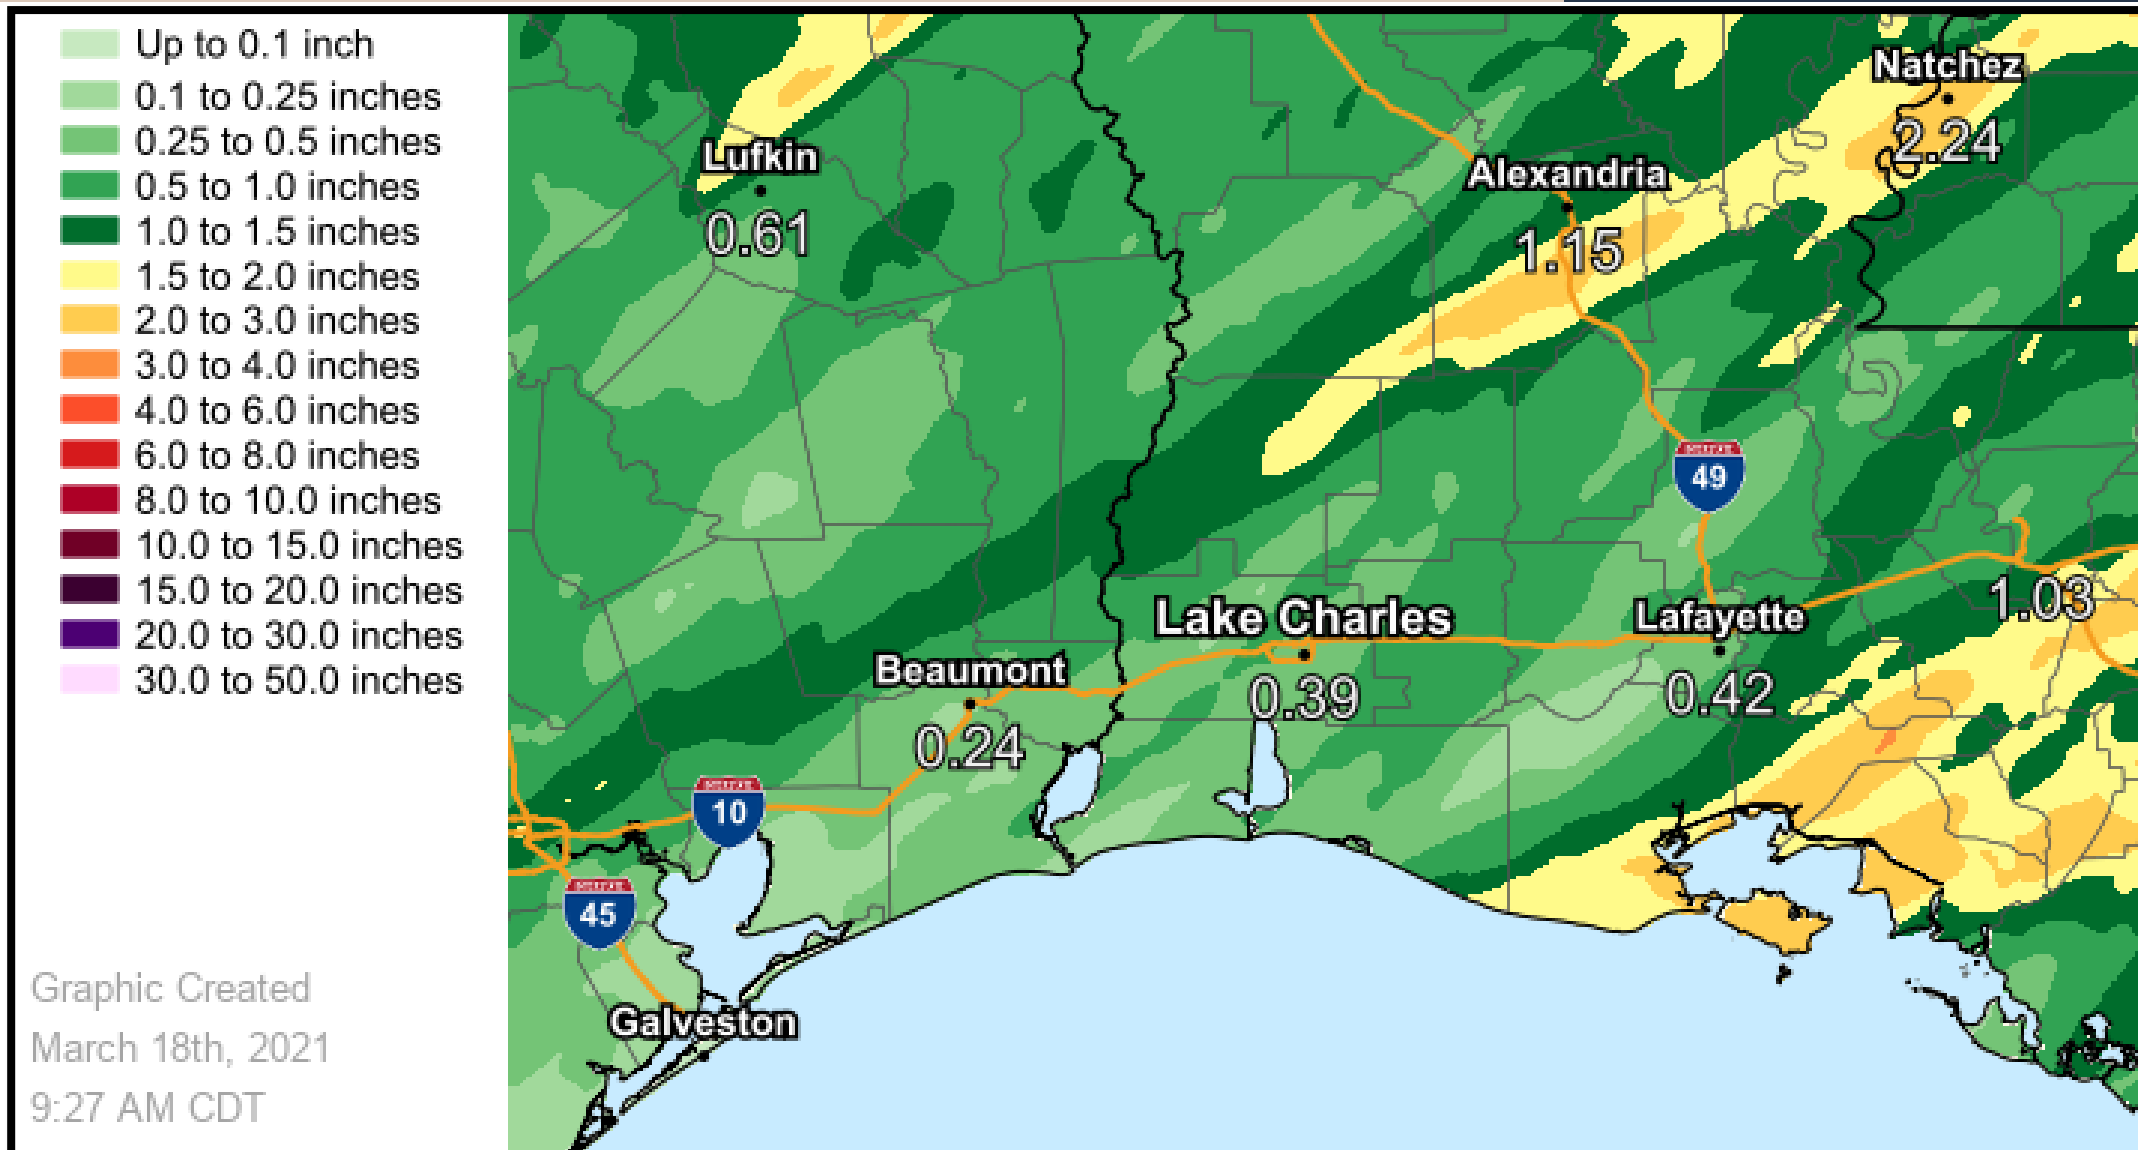 Up to 0.1 inch
0.1 to 0.25 inches
0.25 to 0.5 inches
0.5 to 1.0 inches
1.0 to 1.5 inches
1.5 to 2.0 inches
2.0 to 3.0 inches
3.0 to 4.0 inches
4.0 to 6.0 inches
6.0 to 8.0 inches
8.0 to 10.0 inches
10.0 to 15.0 inches
15.0 to 20.0 inches
20.0 to 30.0 inches
30.0 to 50.0 inches
Graphic Created
March 18th, 2021
9:27 AM CDT
Natchez
2.24
Lufkin
0.61
Alexandria
1.15
49
1.03
Lake Charles
0.39
Lafayette
0.42
Beaumont
0.24
10
45
Galveston